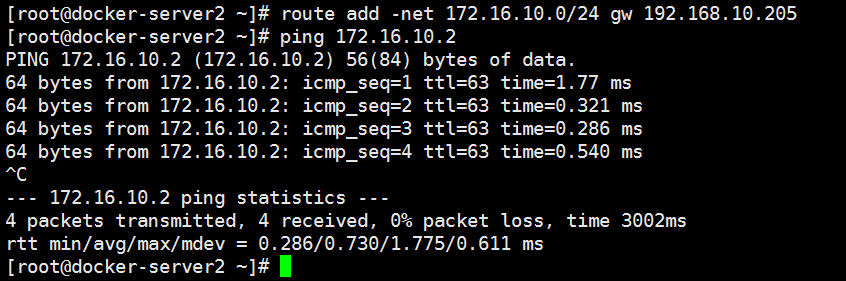 [root@docker-server2 ~]# route add -net 172.16.10.0/24 gw 192.168.10.205
[root@docker-server2 ~]# ping 172.16.10.2
PING 172.16.10.2 (172.16.10.2) 56(84) bytes of data.
64 bytes from 172.16.10.2: icmp_seq=1 ttl=63 time=1.77 ms
64 bytes from 172.16.10.2: icmp_seq=2 ttl=63 time=0.321 ms
64 bytes from 172.16.10.2: icmp_seq=3 ttl=63 time=0.286 ms
64 bytes from 172.16.10.2: icmp_seq=4 ttl=63 time=0.540 ms
^C
--- 172.16.10.2 ping statistics ---
4 packets transmitted, 4 received, 0% packet loss, time 3002ms
rtt min/avg/max/mdev = 0.286/0.730/1.775/0.611 ms
[root@docker-server2 ~]#